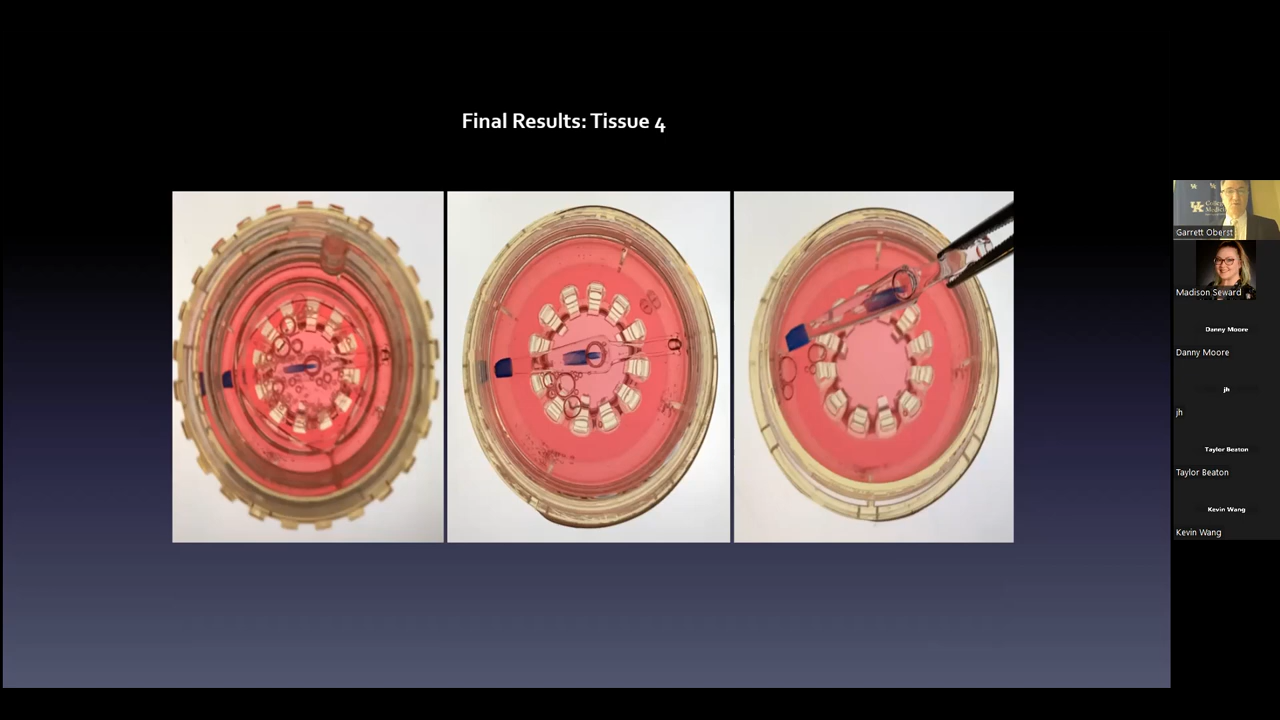 Final Results: Tissue 4
UK
Garrett Oberst
Madison Seward
Danny Moore
Danny Moore
jh
jh
Taylor Beaton
Taylor Beaton
Kevin Wang
Kevin Wang